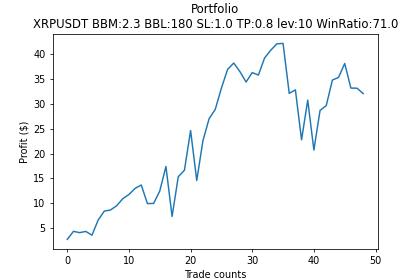 Portfolio
XRPUSDT BBM:2.3 BBL:180 SL:1.0 TP:0.8 lev:10 WinRatio:71.0
40
35
30
25
20
15
10
5
Profit ($)
0 10 20 30 40 50
Trade counts